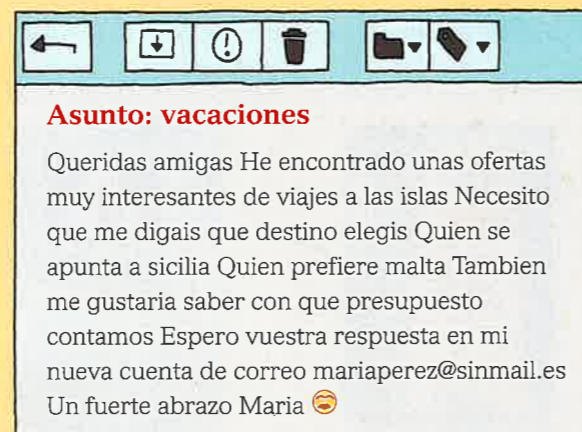 Asunto: vacaciones
Queridas amigas He encontrado unas ofertas
muy interesantes de viajes a las islas Necesito
que me digais que destino elegis Quien se
apunta a sicilia Quien prefiere malta Tambien
me gustaria saber con que presupuesto
contamos Espero vuestra respuesta en mi
nueva cuenta de correo mariaperez@sinmail.es
Un fuerte abrazo Maria